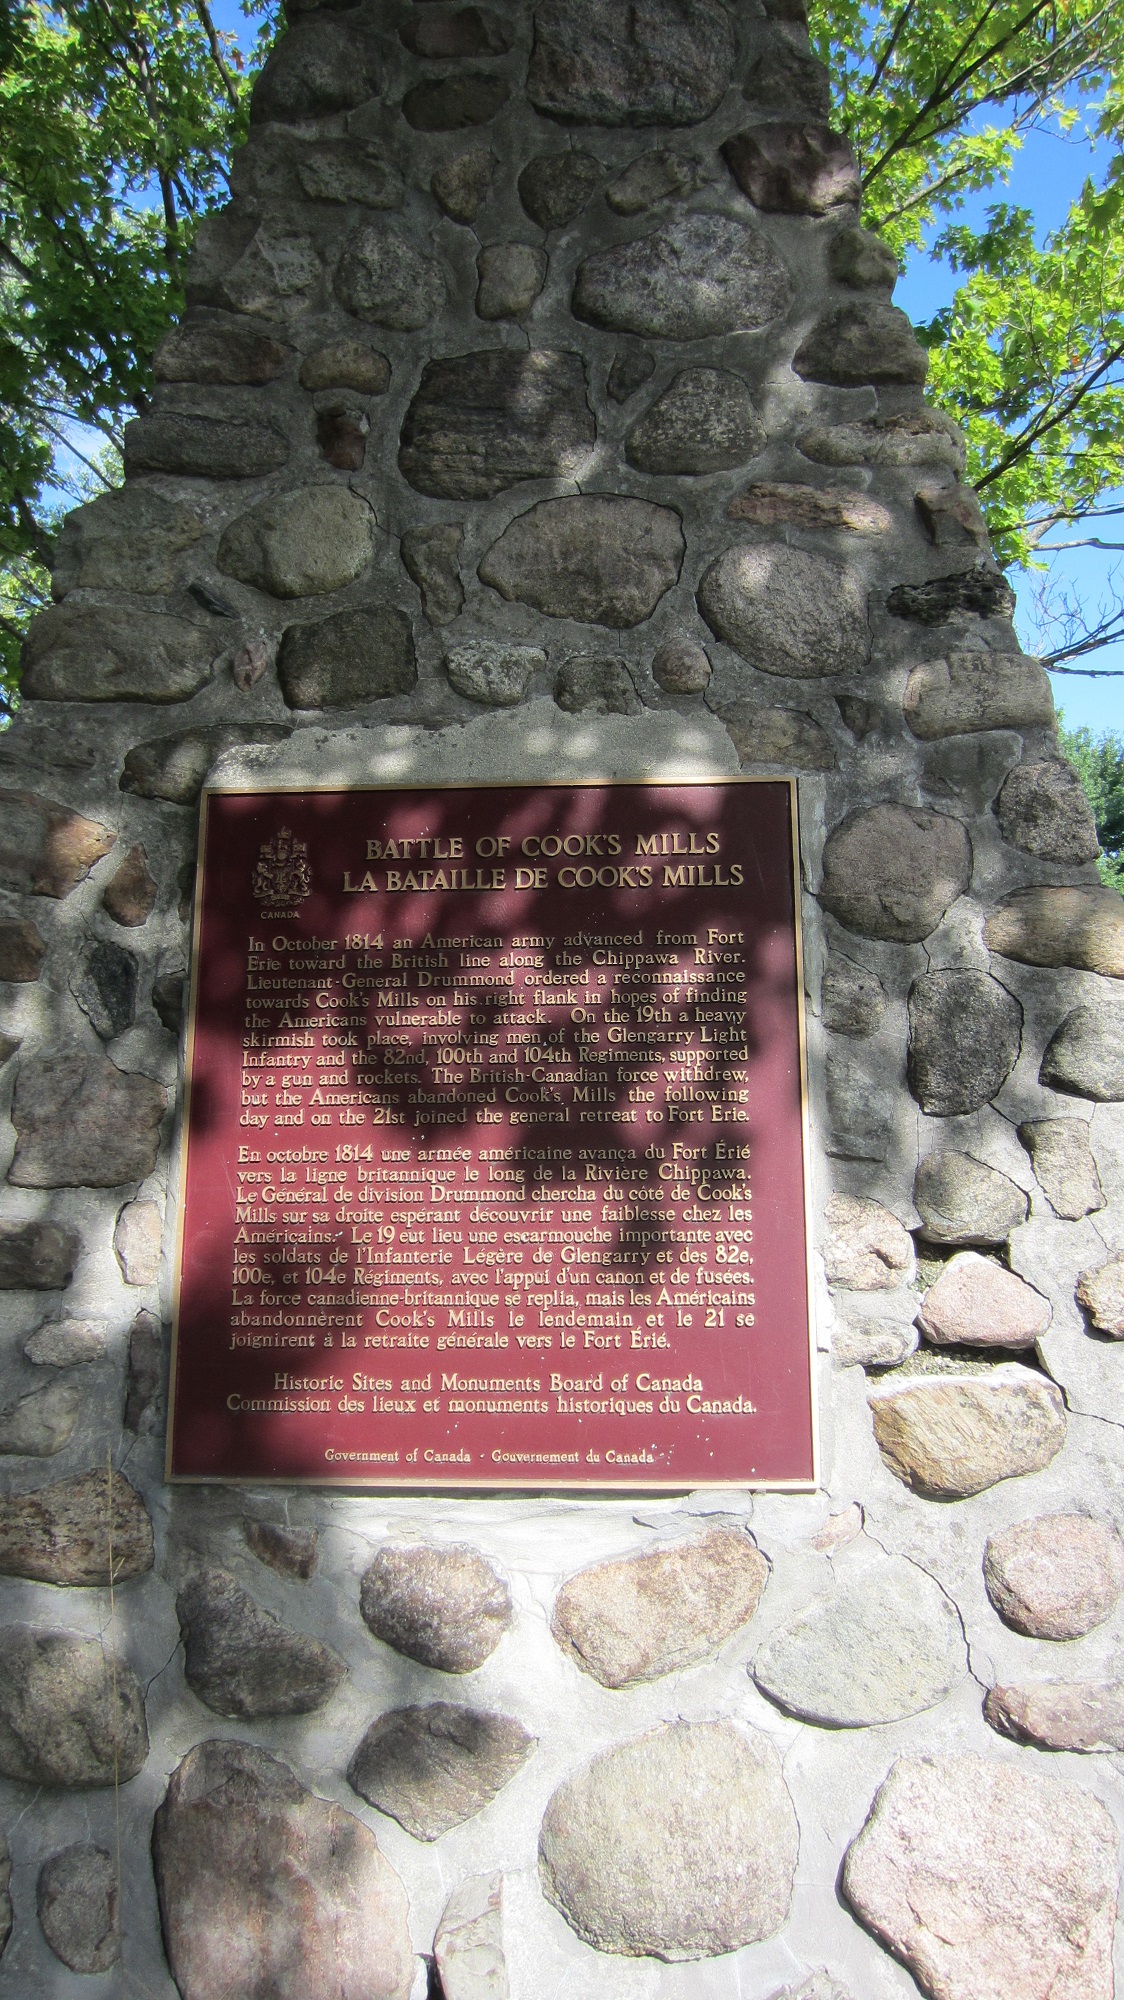 BATTLE OF COOK'S MILLS
LA BATAILLE DE COOK'S MILLS
CANADA
In October 1814 an American army advanced from Fort
Erie toward the British line along the Chippawa River.
Lieutenant-General Drummond ordered a reconnaissance
towards Cook's Mills on his right flank in hopes of finding
the Americans vulnerable to attack. On the 19th a heavy
skirmish took place, involving men of the Glengarry Light
Infantry and the 82nd, 100th and 104th Regiments, supported
by a gun and rockets. The British-Canadian force withdrew,
but the Americans abandoned Cook's Mills the following
day and on the 21st joined the general retreat to Fort Erie.
En octobre 1814 une armée américaine avança du Fort Érié
vers la ligne britannique le long de la Rivière Chippawa.
Le Général de division Drummond chercha du côté de Cook's
Mills sur sa droite espérant découvrir une faiblesse chez les
Américains. Le 19 eut lieu une escarmouche importante avec
les soldats de l'Infanterie Légère de Glengarry et des 82e,
100e, et 104e Régiments, avec l'appui d'un canon et de fusées.
La force canadienne-britannique se replia, mais les Américains
abandonnèrent Cook's Mills le lendemain et le 21 se
joignirent à la retraite générale vers le Fort Érié.
Historic Sites and Monuments Board of Canada
Commission des lieux et monuments historiques du Canada.
Government of Canada - Gouvernement du Canada